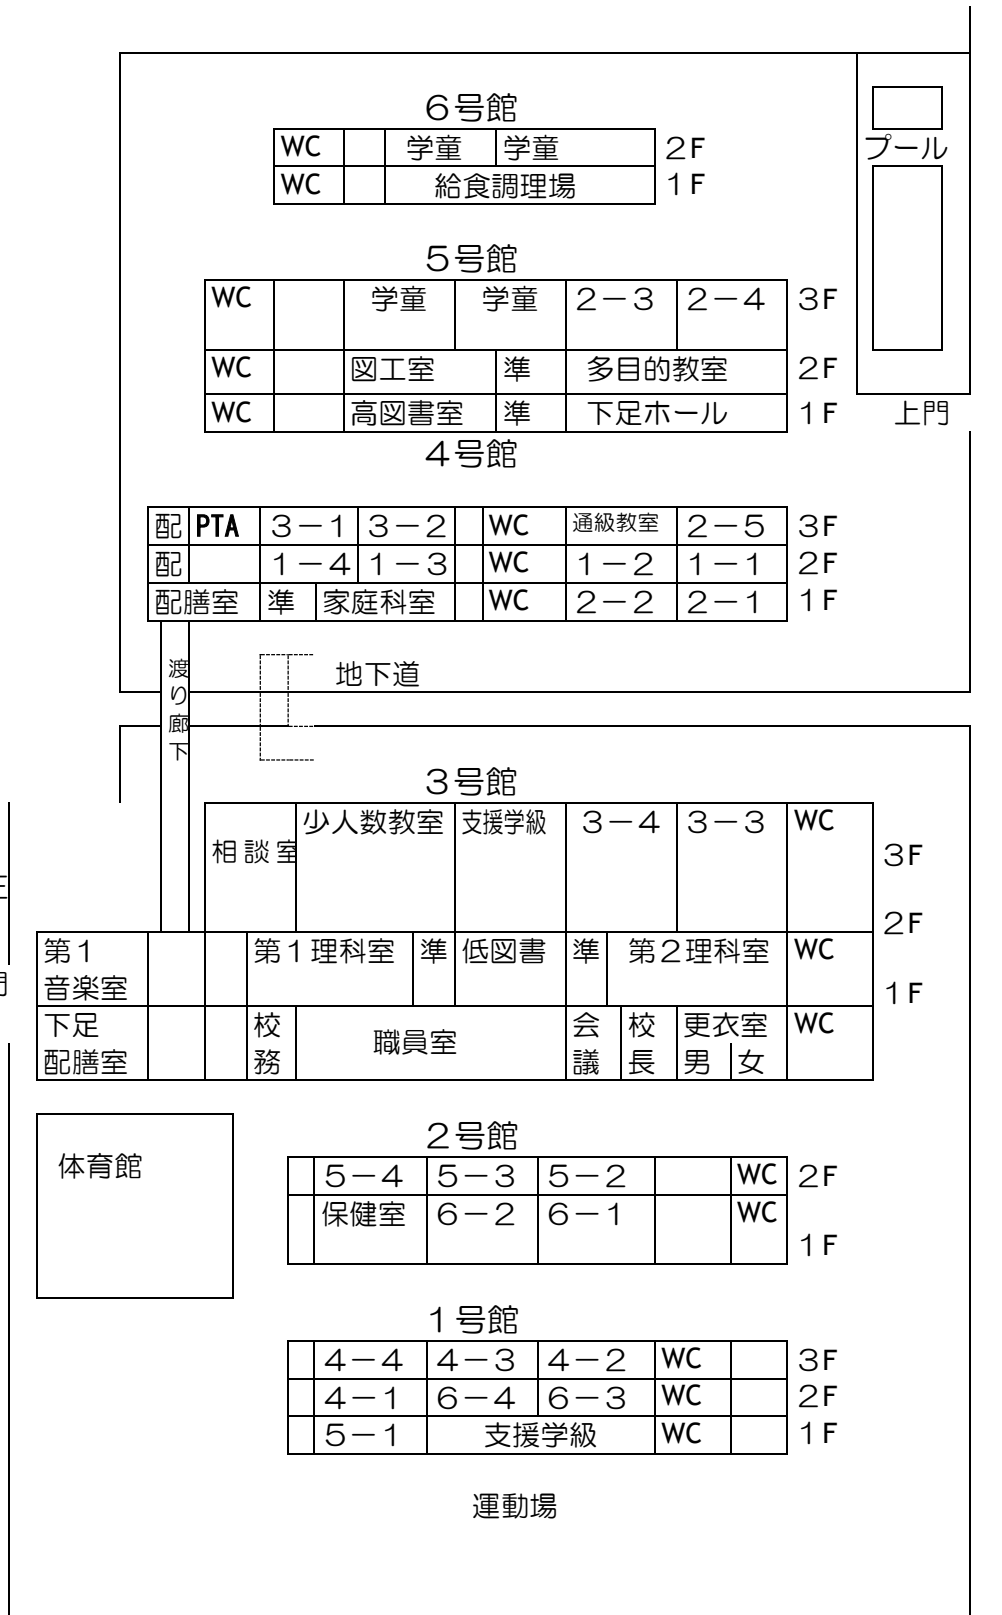 ６号館
WC 学童 学童 ２F
プール
WC 給食調理場 １F
５号館
WC 学童 学童 ２－３ ２－４ ３F
WC 図工室 準 多目的教室 ２F
WC 高図書室 準 下足ホール １F 上門
４号館
配 PTA ３－１ ３－２ WC 通級教室 ２－５ ３F
配 １－４ １－３ WC １－２ １－１ ２F
配膳室 準 家庭科室 WC ２－２ ２－１ １F
渡り廊下
地下道
３号館
相談室 少人数教室 支援学級 ３－４ ３－３ WC ３F
２F
第１音楽室 第１理科室 準 低図書 準 第２理科室 WC
１F
下足配膳室 校務 職員室 会議 校長 更衣室 男 女 WC
体育館
２号館
５－４ ５－３ ５－２ WC ２F
保健室 ６－２ ６－１ WC １F
１号館
４－４ ４－３ ４－２ WC ３F
４－１ ６－４ ６－３ WC ２F
５－１ 支援学級 WC １F
運動場